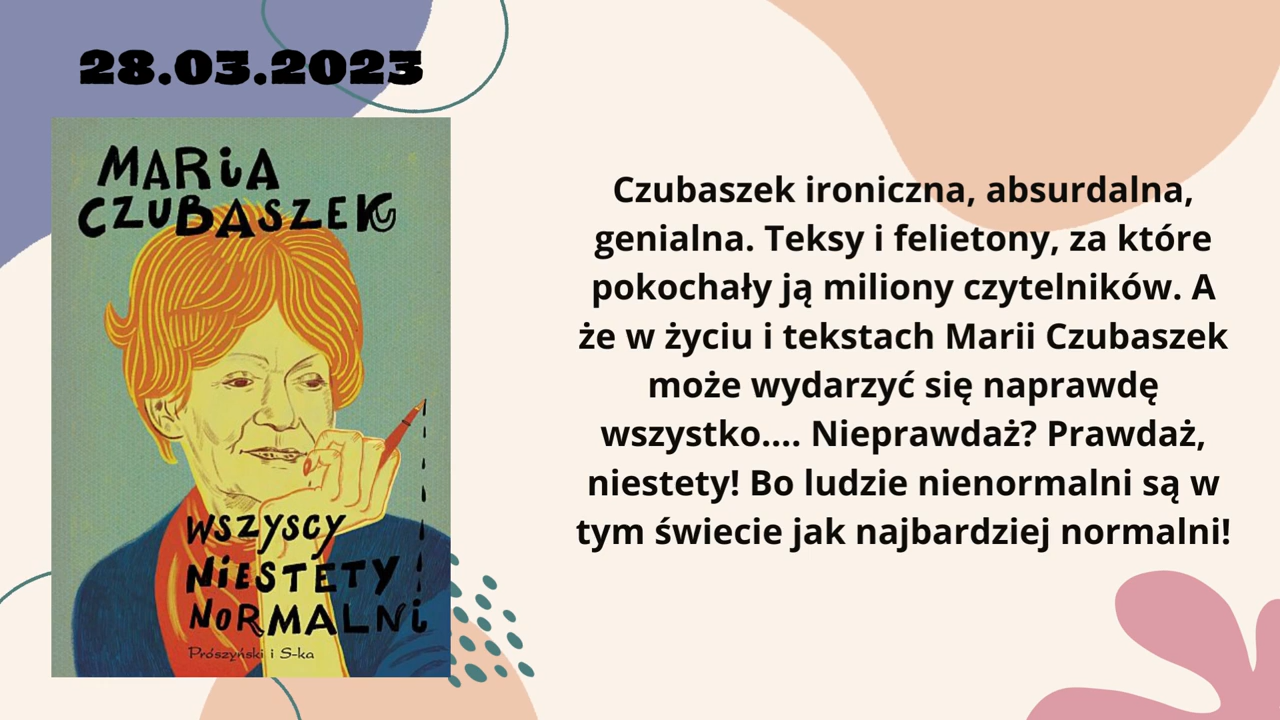 28.03.2023
MARiA
CZUBASZEK
WSZYSCY
NiESTETY
NORMALNi
Prószyński i S-ka
Czubaszek ironiczna, absurdalna,
genialna. Teksy i felietony, za które
pokochały ją miliony czytelników. A
że w życiu i tekstach Marii Czubaszek
może wydarzyć się naprawdę
wszystko.... Nieprawdaż? Prawdaż,
niestety! Bo ludzie nienormalni są w
tym świecie jak najbardziej normalni!